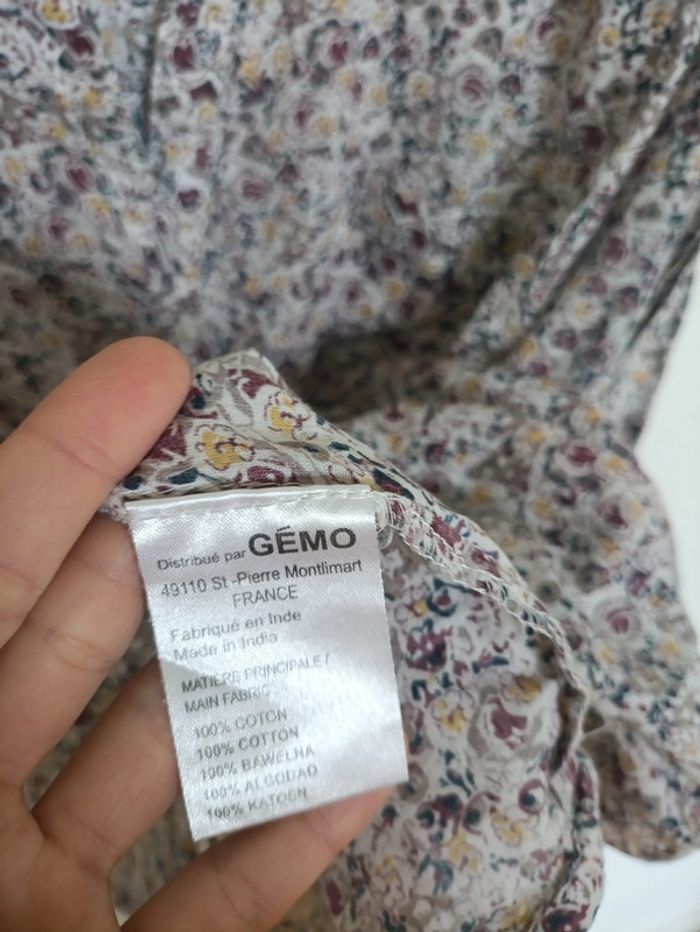 Distribué par GÉMO
49110 St-Pierre Montlimart
FRANCE
Fabriqué en Inde
Made in India
MATIÈRE PRINCIPALE /
MAIN FABRIC:
100% COTON
100% COTTON
100% BAWELNA
100% ALGODAO
100% KATOEN